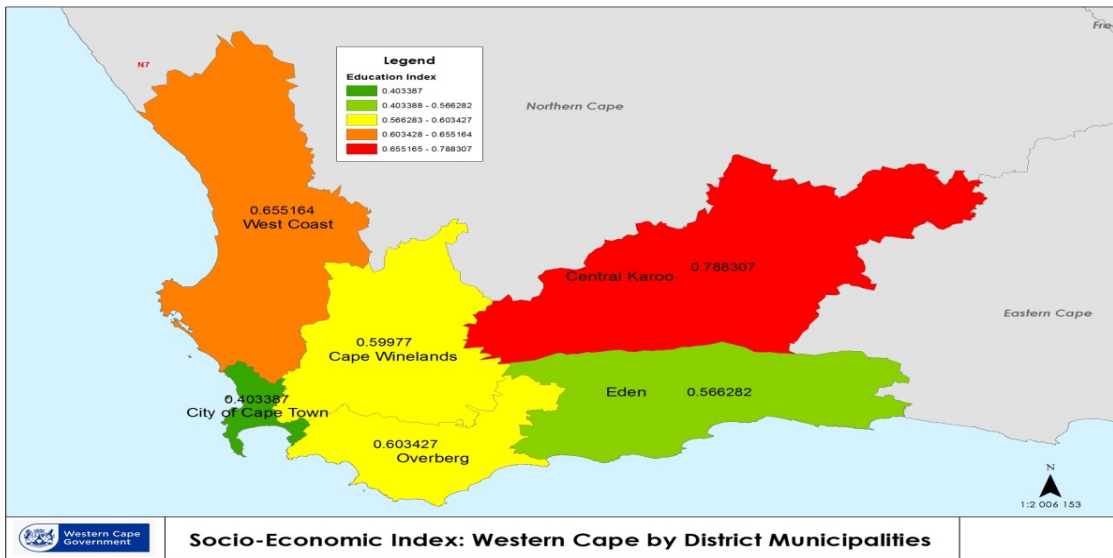 Free
N7
Legend
Education Index
0.403387
0.403388 - 0.566282
0.566283 - 0.603427
0.603428 - 0.655164
0.655165 - 0.788307
Northern Cape
0.655164
West Coast
Central Karoo 0.788307
Eastern Cape
0.59977
Cape Winelands
Eden 0.566282
0.403387
City of Cape Town
0.603427
Overberg
N
1:2 006 153
Western Cape
Government
Socio-Economic Index: Western Cape by District Municipalities